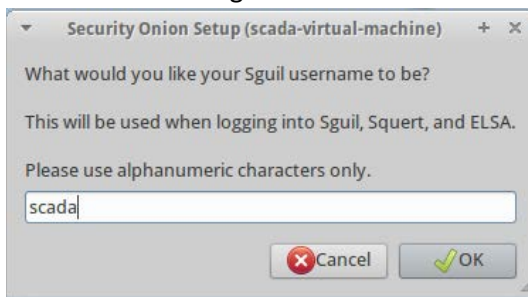 Security Onion Setup (scada-virtual-machine)
What would you like your Sguil username to be?
This will be used when logging into Sguil, Squert, and ELSA.
Please use alphanumeric characters only.
scada
Cancel OK